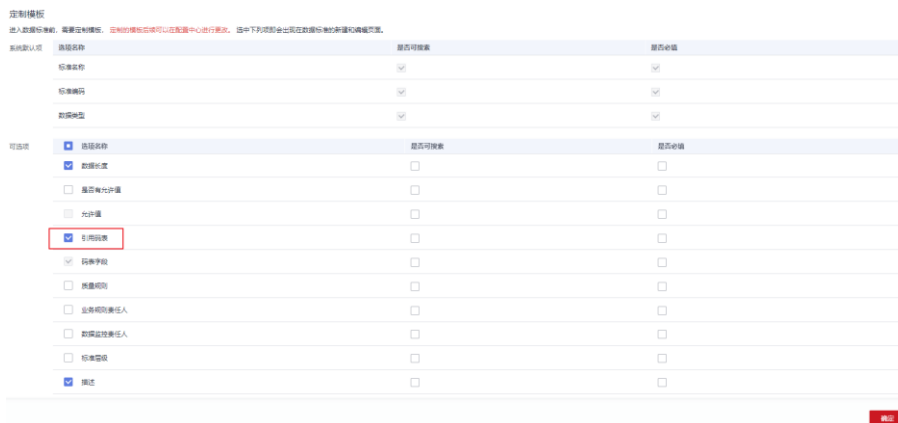 定制模板
进入数据标准前，需要定制模板，定制的模板后续可以在配置中心进行更改。选中下列项即会出现在数据标准的新建和编辑页面。
系统默认项 选项名称 是否可搜索 是否必填
标准名称
标准编码
数据类型
可选项 选项名称 是否可搜索 是否必填
数据长度
是否有允许值
允许值
引用码表
码表字段
质量规则
业务规则责任人
数据监控责任人
标准层级
描述
确定